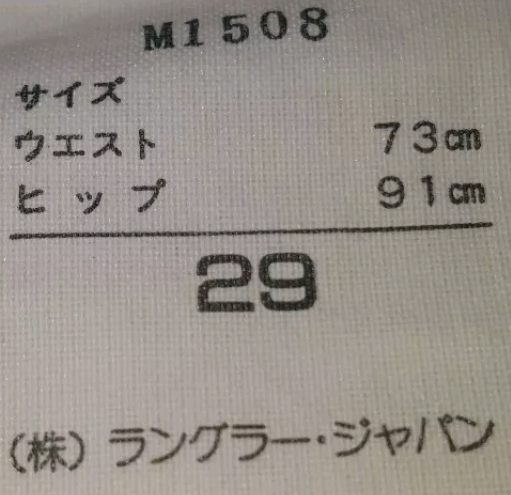 M1508
サイズ
ウエスト 73cm
ヒップ 91cm
29
(株)ラングラー・ジャパン